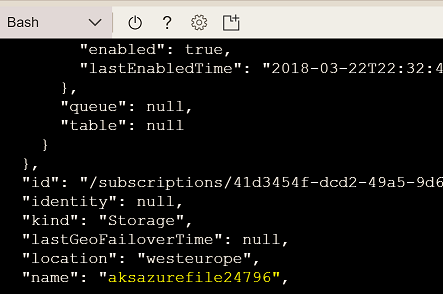 Bash ?
"enabled": true,
"lastEnabledTime": "2018-03-22T22:32:4
},
"queue": null,
"table": null
}
},
"id": "/subscriptions/41d3454f-dcd2-49a5-9d6
"identity": null,
"kind": "Storage",
"lastGeoFailoverTime": null,
"location": "westeurope",
"name": "aksazurefile24796",